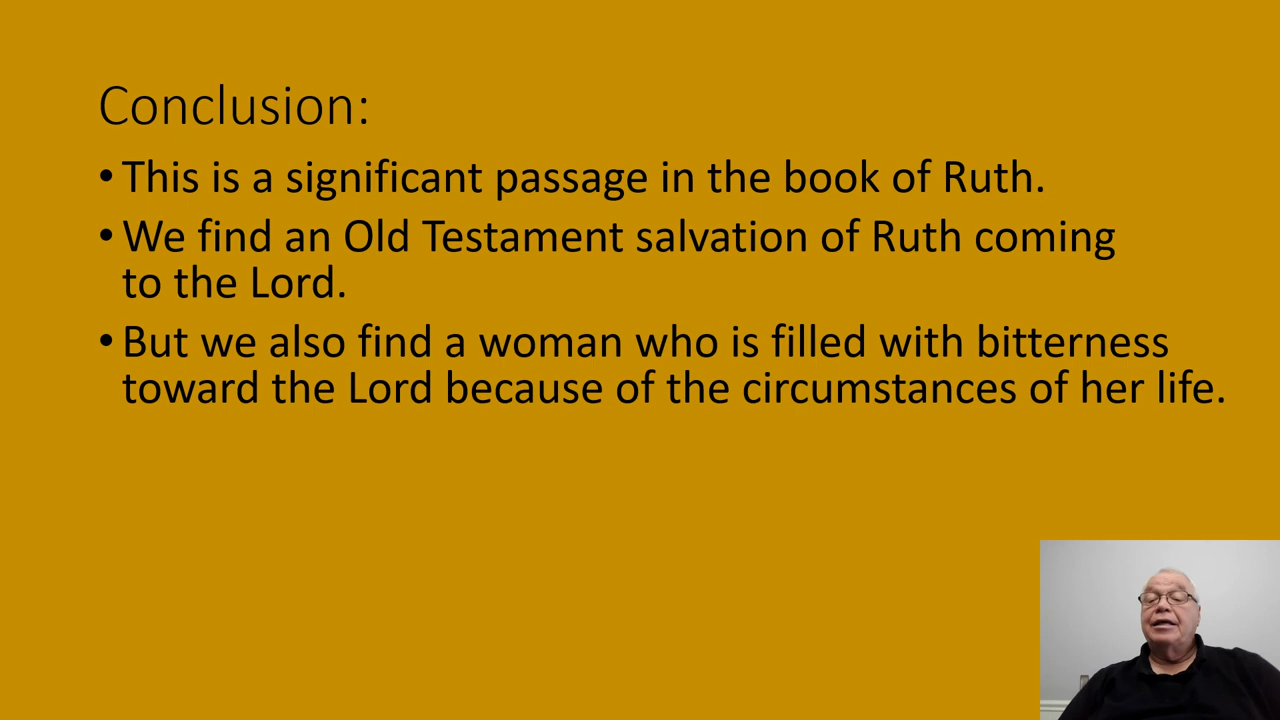 Conclusion:
• This is a significant passage in the book of Ruth.
• We find an Old Testament salvation of Ruth coming
to the Lord.
• But we also find a woman who is filled with bitterness
toward the Lord because of the circumstances of her life.